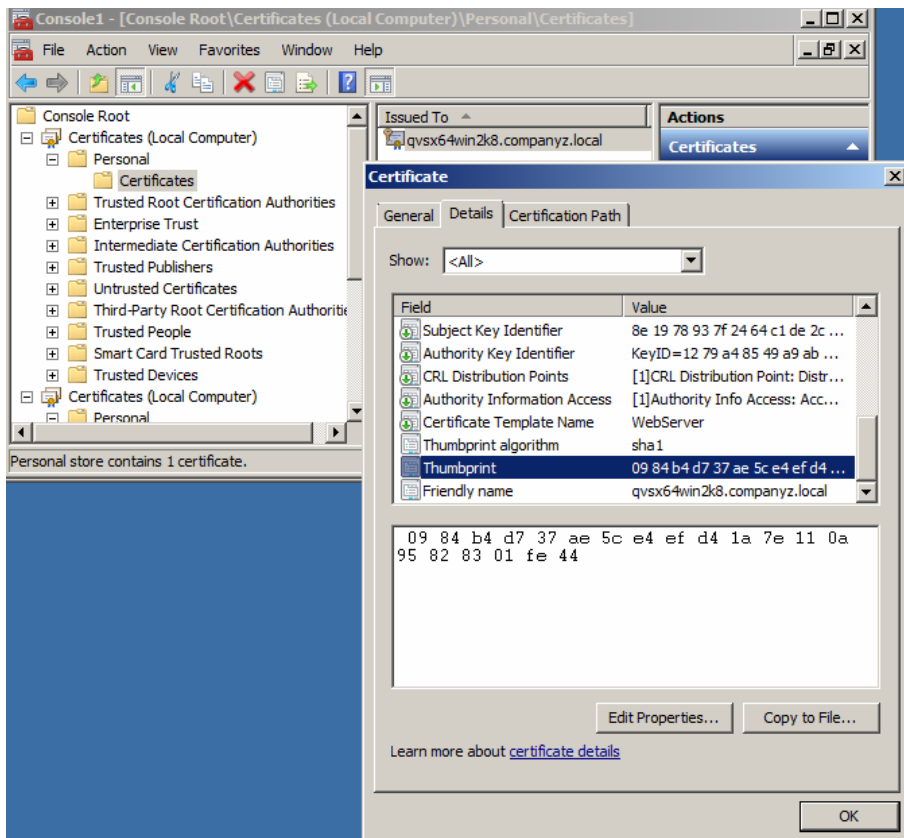 Console1 - [Console Root\Certificates (Local Computer)\Personal\Certificates]
File Action View Favorites Window Help
Console Root
Certificates (Local Computer)
Personal
Certificates
Trusted Root Certification Authorities
Enterprise Trust
Intermediate Certification Authorities
Trusted Publishers
Untrusted Certificates
Third-Party Root Certification Authoritie
Trusted People
Smart Card Trusted Roots
Trusted Devices
Certificates (Local Computer)
Personal
Personal store contains 1 certificate.
Issued To
qvsx64win2k8.companyz.local
Actions
Certificates
Certificate
General Details Certification Path
Show: <All>
Field Value
Subject Key Identifier 8e 19 78 93 7f 24 64 c1 de 2c ...
Authority Key Identifier KeyID=12 79 a4 85 49 a9 ab ...
CRL Distribution Points [1]CRL Distribution Point: Distr...
Authority Information Access [1]Authority Info Access: Acc...
Certificate Template Name WebServer
Thumbprint algorithm sha1
Thumbprint 09 84 b4 d7 37 ae 5c e4 ef d4 ...
Friendly name qvsx64win2k8.companyz.local
09 84 b4 d7 37 ae 5c e4 ef d4 1a 7e 11 0a
95 82 83 01 fe 44
Edit Properties... Copy to File...
Learn more about certificate details
OK